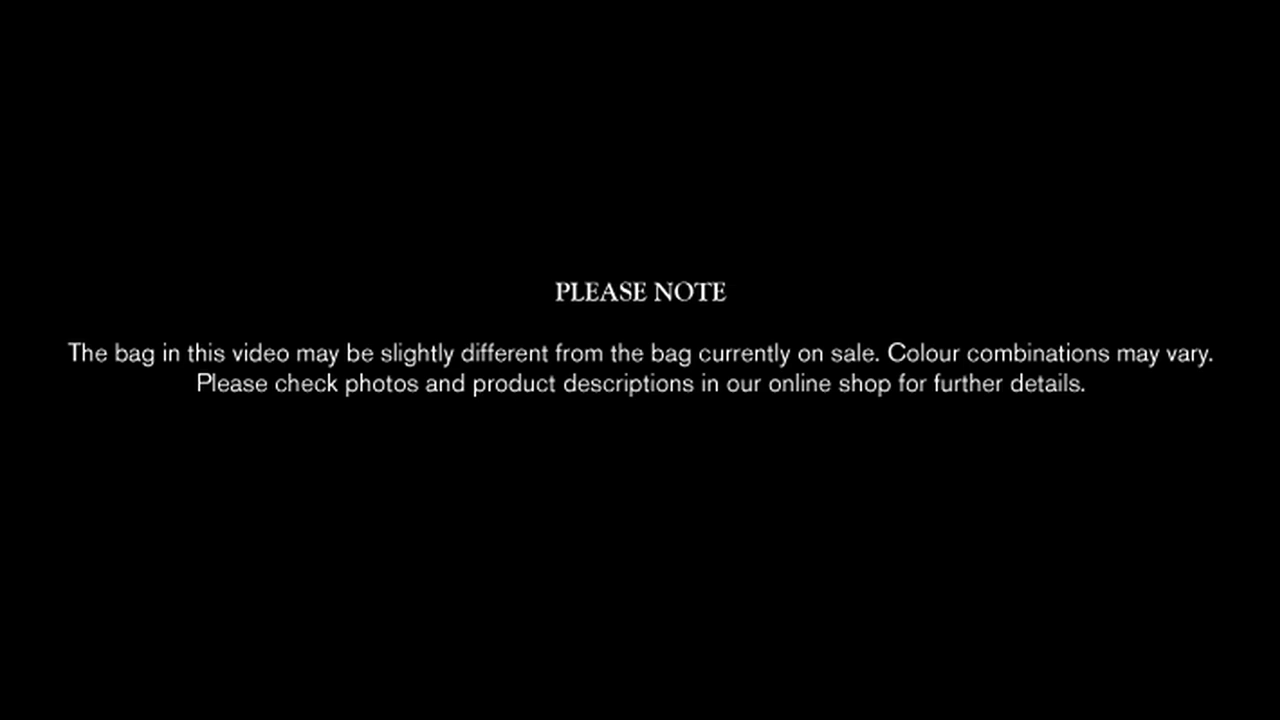 PLEASE NOTE
The bag in this video may be slightly different from the bag currently on sale. Colour combinations may vary.
Please check photos and product descriptions in our online shop for further details.